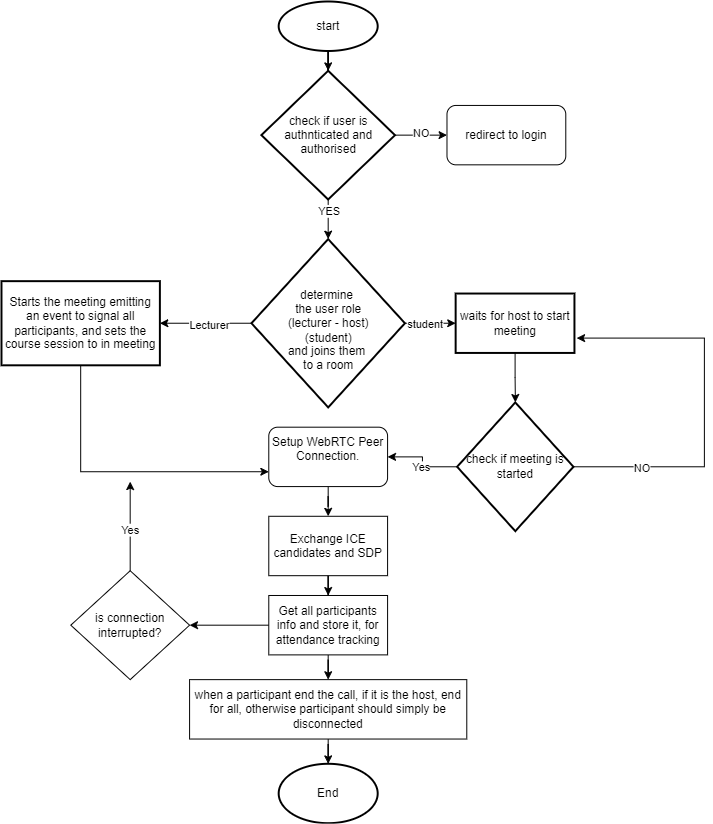 start
check if user is
authnticated and
authorised
NO
redirect to login
YES
determine
the user role
(lecturer - host)
(student)
and joins them
to a room
Lecturer
Starts the meeting emitting
an event to signal all
participants, and sets the
course session to in meeting
student
waits for host to start
meeting
check if meeting is
started
NO
Yes
Setup WebRTC Peer
Connection.
Exchange ICE
candidates and SDP
Get all participants
info and store it, for
attendance tracking
is connection
interrupted?
Yes
when a participant end the call, if it is the host, end
for all, otherwise participant should simply be
disconnected
End